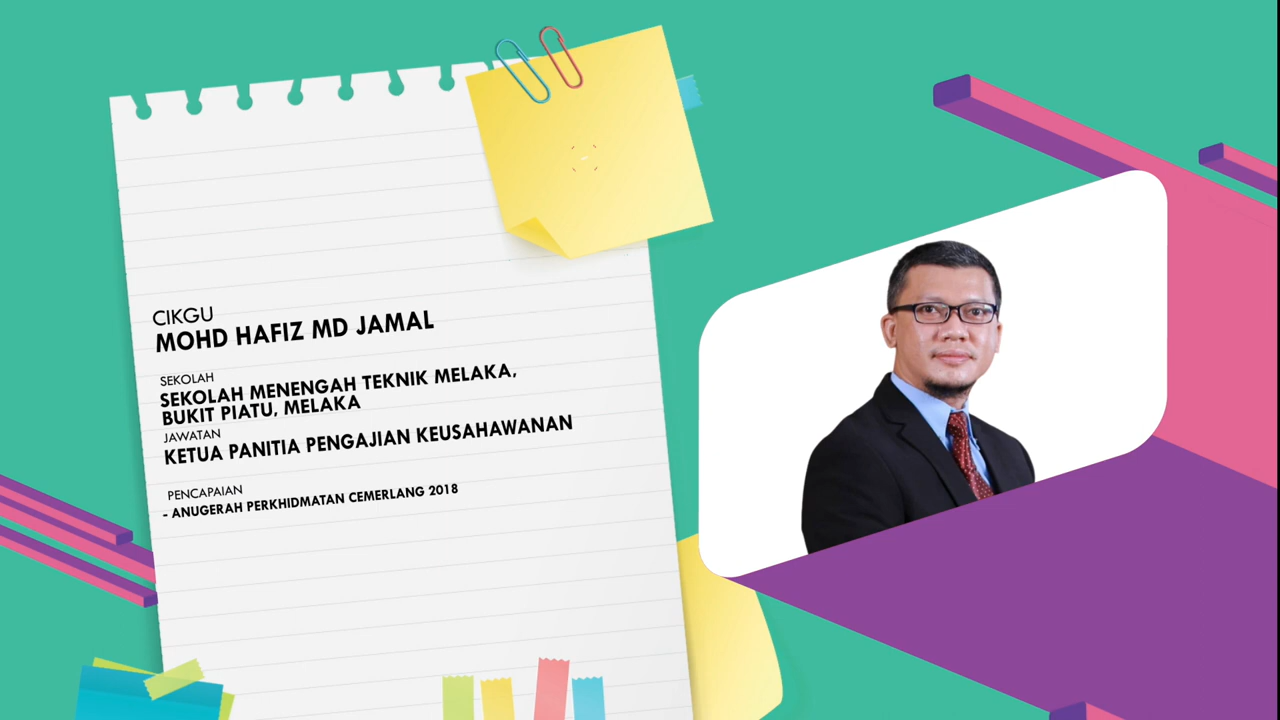 CIKGU
MOHD HAFIZ MD JAMAL
SEKOLAH
SEKOLAH MENENGAH TEKNIK MELAKA,
BUKIT PIATU, MELAKA
JAWATAN
KETUA PANITIA PENGAJIAN KEUSAHAWANAN
PENCAPAIAN
- ANUGERAH PERKHIDMATAN CEMERLANG 2018